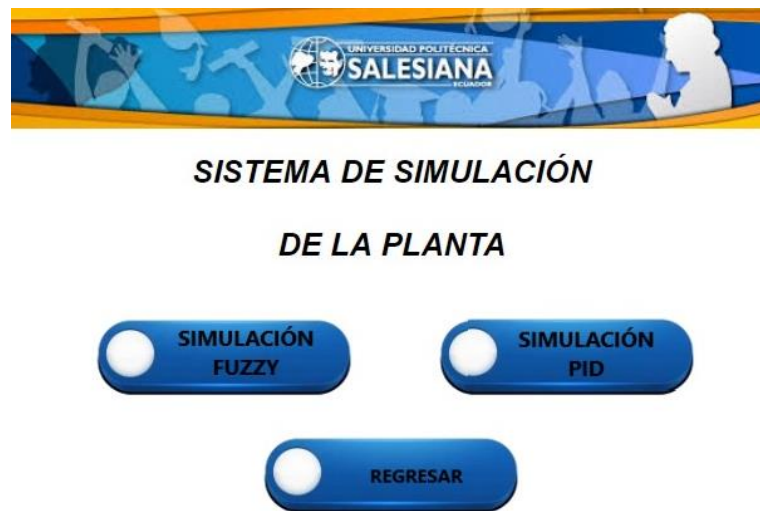 UNIVERSIDAD POLITÉCNICA
SALESIANA
ECUADOR
SISTEMA DE SIMULACIÓN
DE LA PLANTA
SIMULACIÓN
FUZZY
SIMULACIÓN
PID
REGRESAR